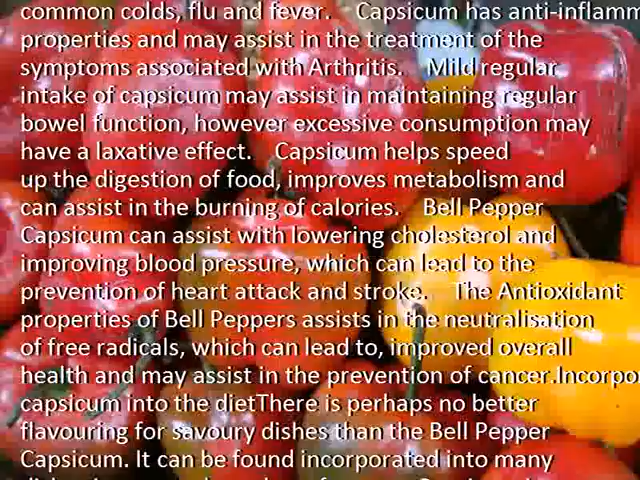 common colds, flu and fever. Capsicum has anti-inflamm
properties and may assist in the treatment of the
symptoms associated with Arthritis. Mild regular
intake of capsicum may assist in maintaining regular
bowel function, however excessive consumption may
have a laxative effect. Capsicum helps speed
up the digestion of food, improves metabolism and
can assist in the burning of calories. Bell Pepper
Capsicum can assist with lowering cholesterol and
improving blood pressure, which can lead to the
prevention of heart attack and stroke. The Antioxidant
properties of Bell Peppers assists in the neutralisation
of free radicals, which can lead to, improved overall
health and may assist in the prevention of cancer.Incorpo
capsicum into the dietThere is perhaps no better
flavouring for savoury dishes than the Bell Pepper
Capsicum. It can be found incorporated into many